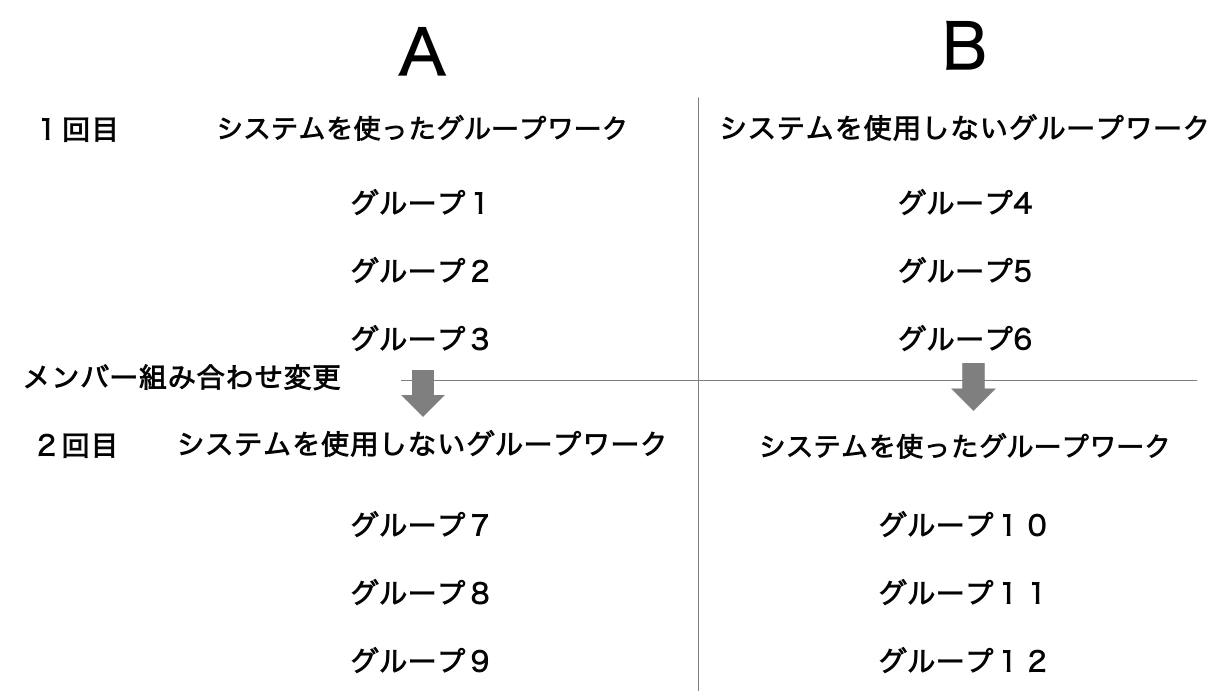 A
B
１回目
システムを使ったグループワーク
システムを使用しないグループワーク
グループ１
グループ4
グループ２
グループ5
グループ３
グループ6
メンバー組み合わせ変更
２回目
システムを使用しないグループワーク
システムを使ったグループワーク
グループ７
グループ１０
グループ８
グループ１１
グループ９
グループ１２